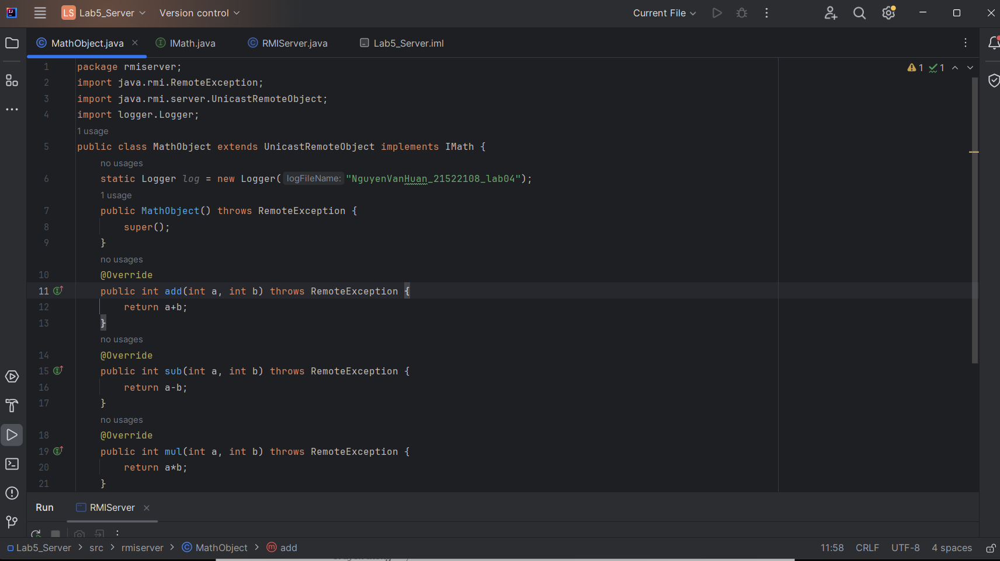 LS Lab5_Server Version control Current File
MathObject.java IMath.java RMIServer.java Lab5_Server.iml
1 package rmiserver; 1 1
2 import java.rmi.RemoteException;
3 import java.rmi.server.UnicastRemoteObject;
4 import logger.Logger;
1 usage
5 public class MathObject extends UnicastRemoteObject implements IMath {
no usages
6 static Logger log = new Logger( logFileName: "NguyenVanHuan_21522108_lab04");
1 usage
7 public MathObject() throws RemoteException {
8 super();
9 }
no usages
10 @Override
11 public int add(int a, int b) throws RemoteException {
12 return a+b;
13 }
no usages
14 @Override
15 public int sub(int a, int b) throws RemoteException {
16 return a-b;
17 }
no usages
18 @Override
19 public int mul(int a, int b) throws RemoteException {
20 return a*b;
21 }
Run RMIServer
Lab5_Server > src > rmiserver > MathObject > add 11:58 CRLF UTF-8 4 spaces